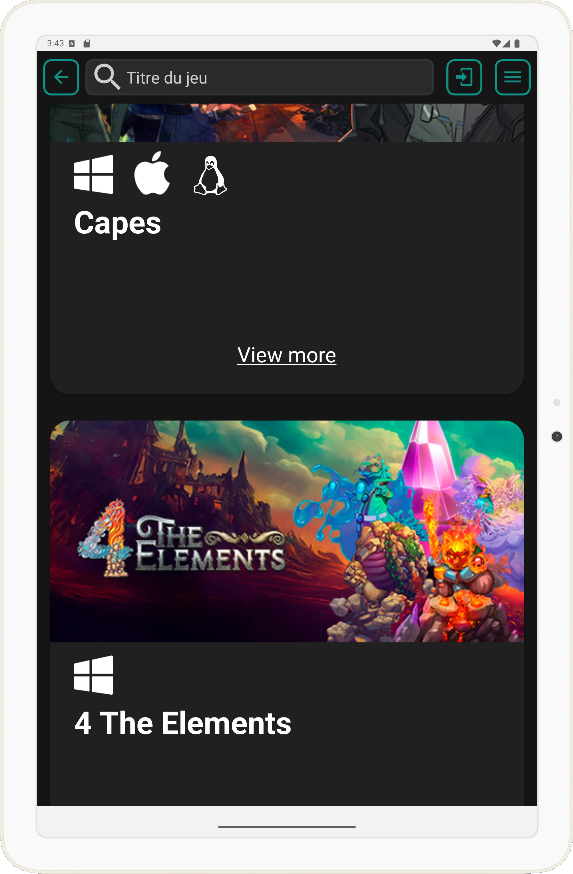 3:43
Titre du jeu
Capes
View more
4 THE
ELEMENTS
4 The Elements